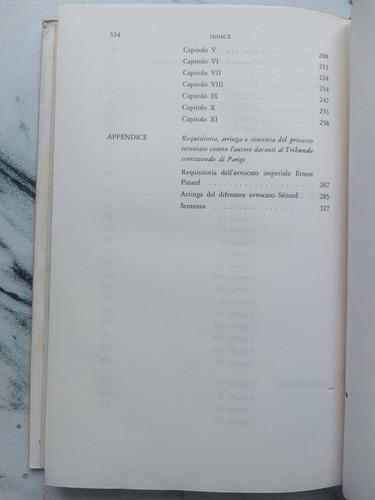 334 INDICE
Capitolo V 200
Capitolo VI 212
Capitolo VII 224
Capitolo VIII 234
Capitolo IX 247
Capitolo X 253
Capitolo XI 258
APPENDICE Requisitoria, arringa e sentenza del processo
intentato contro l'autore davanti al Tribunale
correzionale di Parigi
Requisitoria dell'avvocato imperiale Ernest
Pinard 267
Arringa del difensore avvocato Sénard 285
Sentenza 327